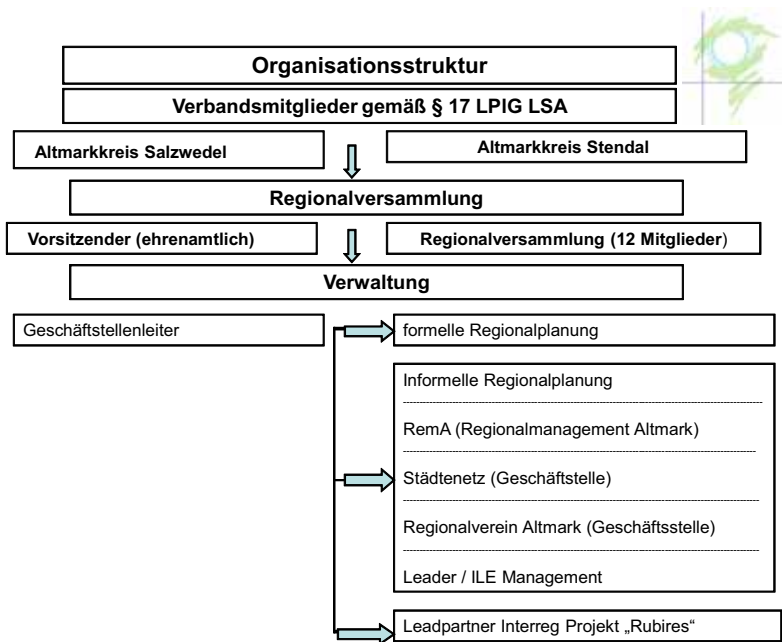 Organisationsstruktur
Verbandsmitglieder gemäß § 17 LPIG LSA
Altmarkkreis Salzwedel
Altmarkkreis Stendal
Regionalversammlung
Vorsitzender (ehrenamtlich)
Regionalversammlung (12 Mitglieder)
Verwaltung
Geschäftstellenleiter
formelle Regionalplanung
Informelle Regionalplanung
RemA (Regionalmanagement Altmark)
Städtenetz (Geschäftstelle)
Regionalverein Altmark (Geschäftsstelle)
Leader / ILE Management
Leadpartner Interreg Projekt „Rubires“